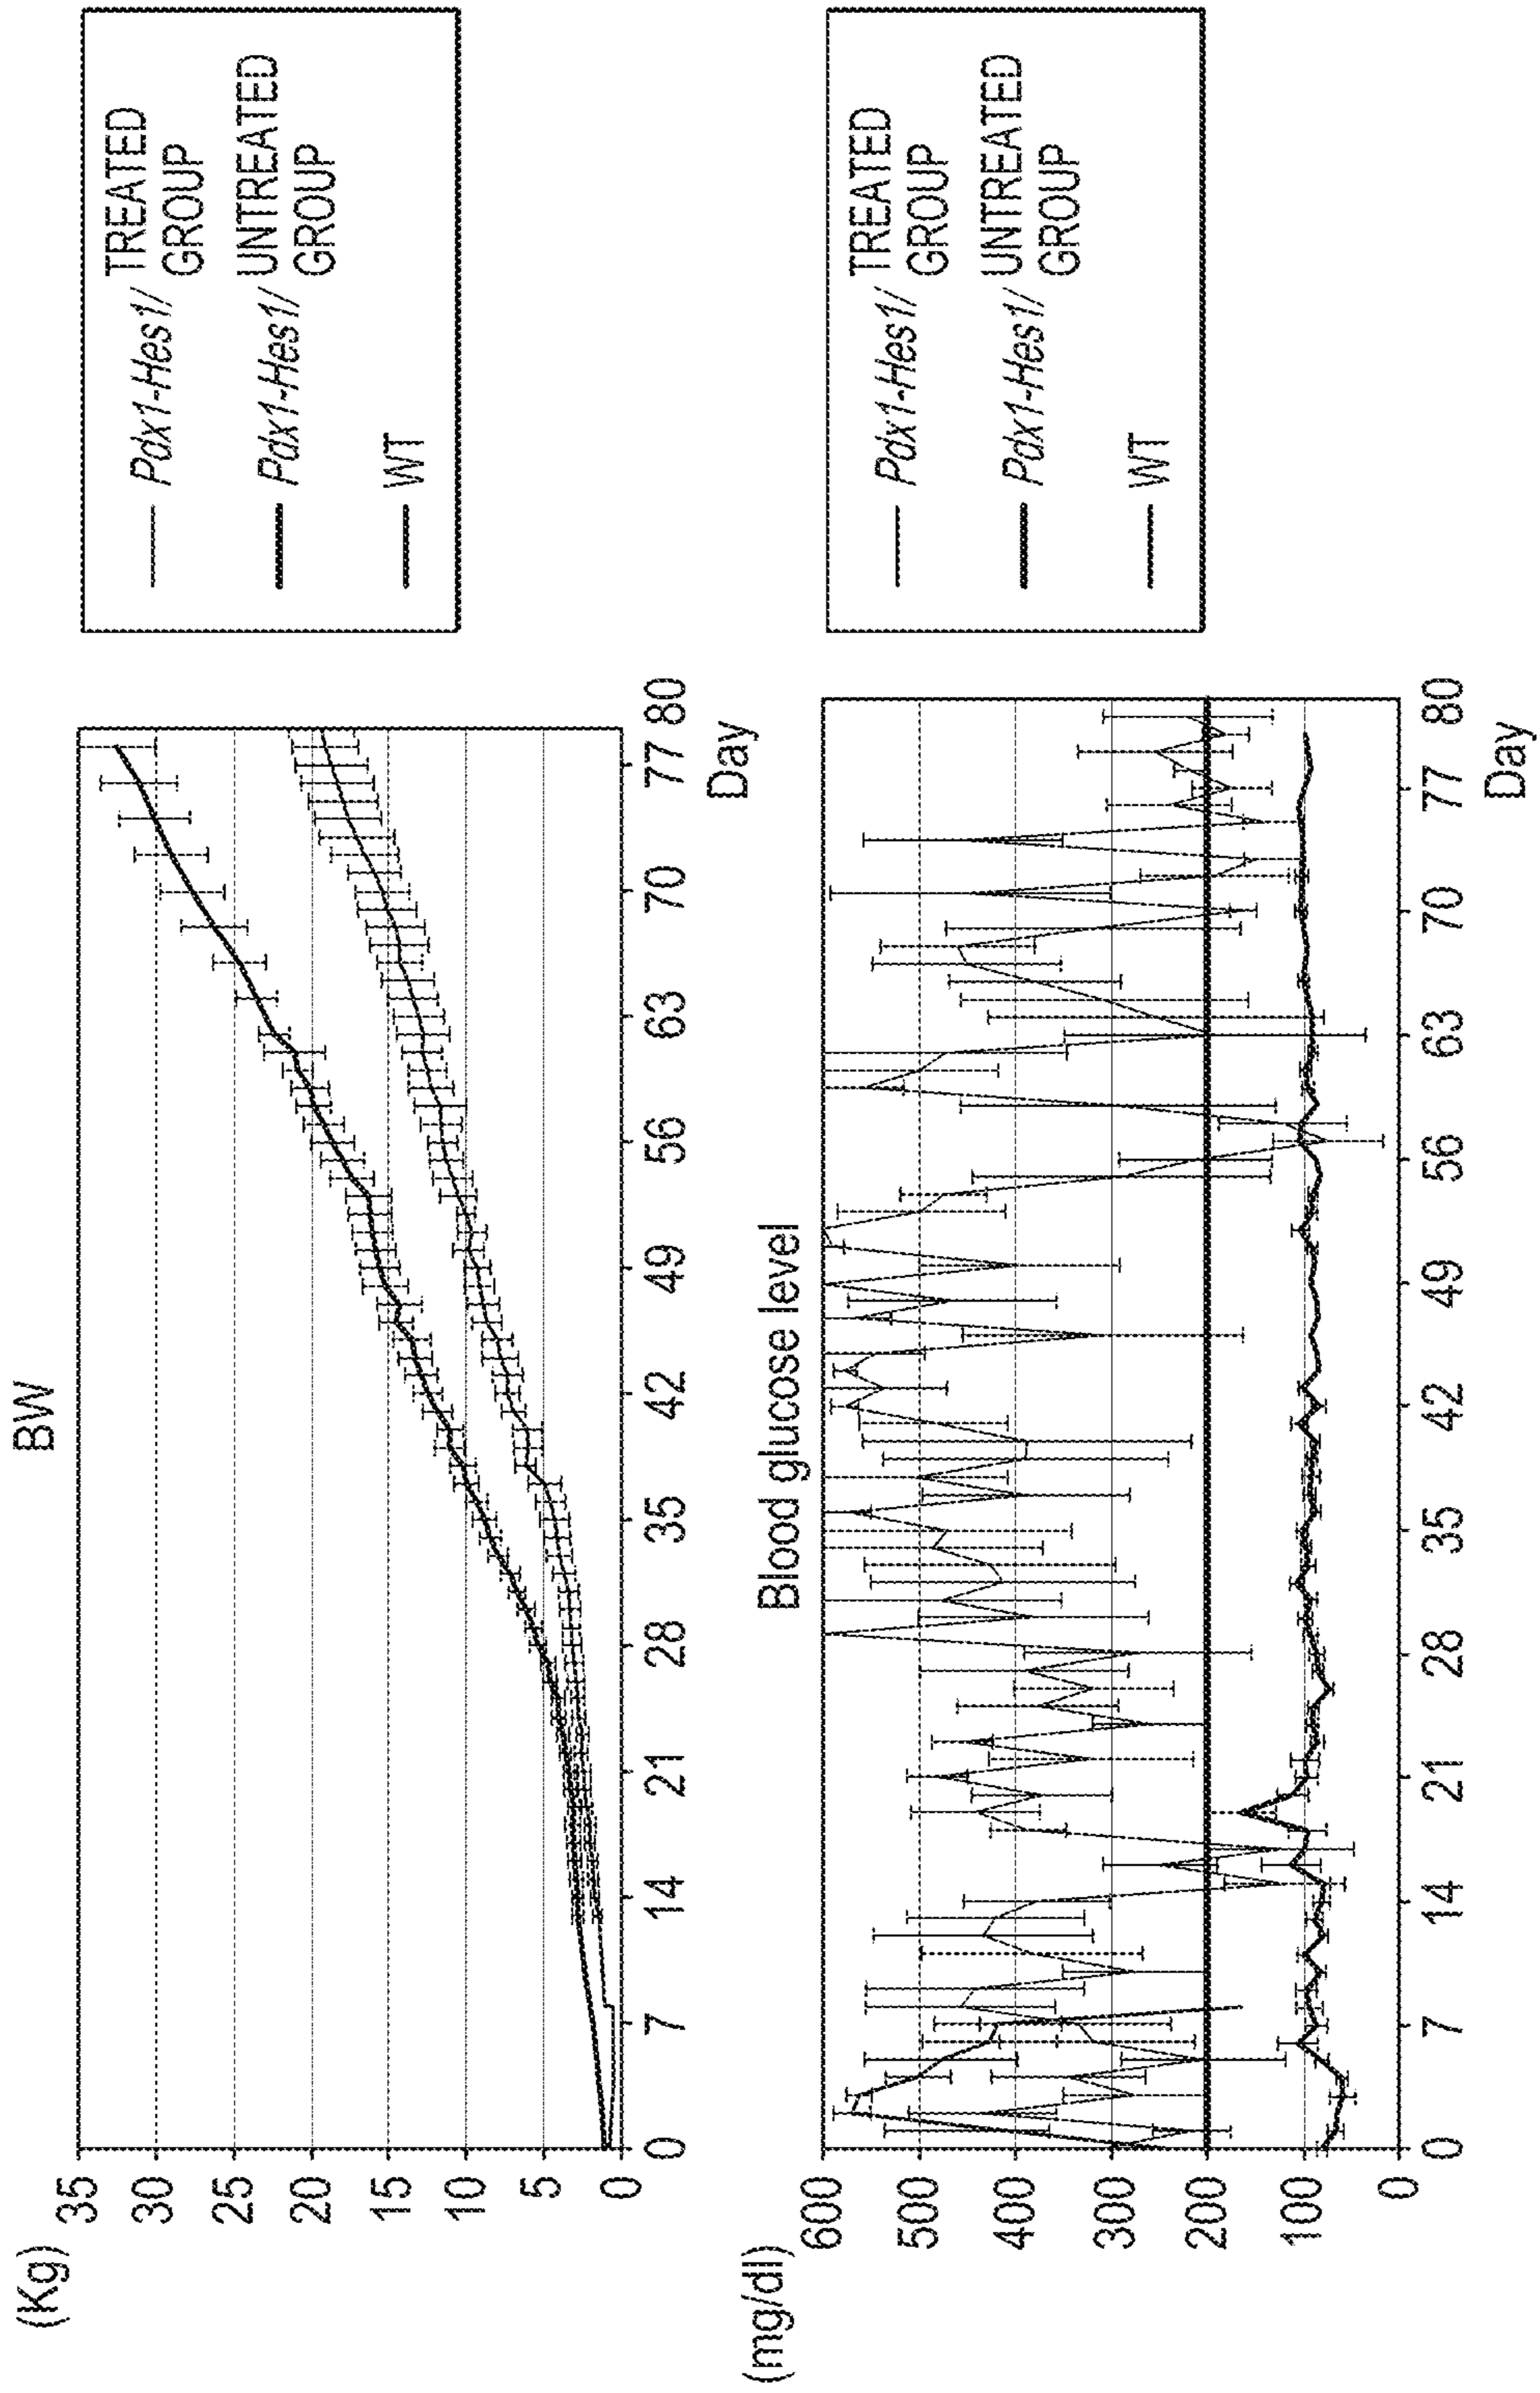 BW
(Kg)
35
30
25
20
15
10
5
0
0 7 14 21 28 35 42 49 56 63 70 77 80
Day
Pdx1-Hes1/ TREATED
GROUP
Pdx1-Hes1/ UNTREATED
GROUP
WT
Blood glucose level
(mg/dl)
600
500
400
300
200
100
0
0 7 14 21 28 35 42 49 56 63 70 77 80
Day
Pdx1-Hes1/ TREATED
GROUP
Pdx1-Hes1/ UNTREATED
GROUP
WT